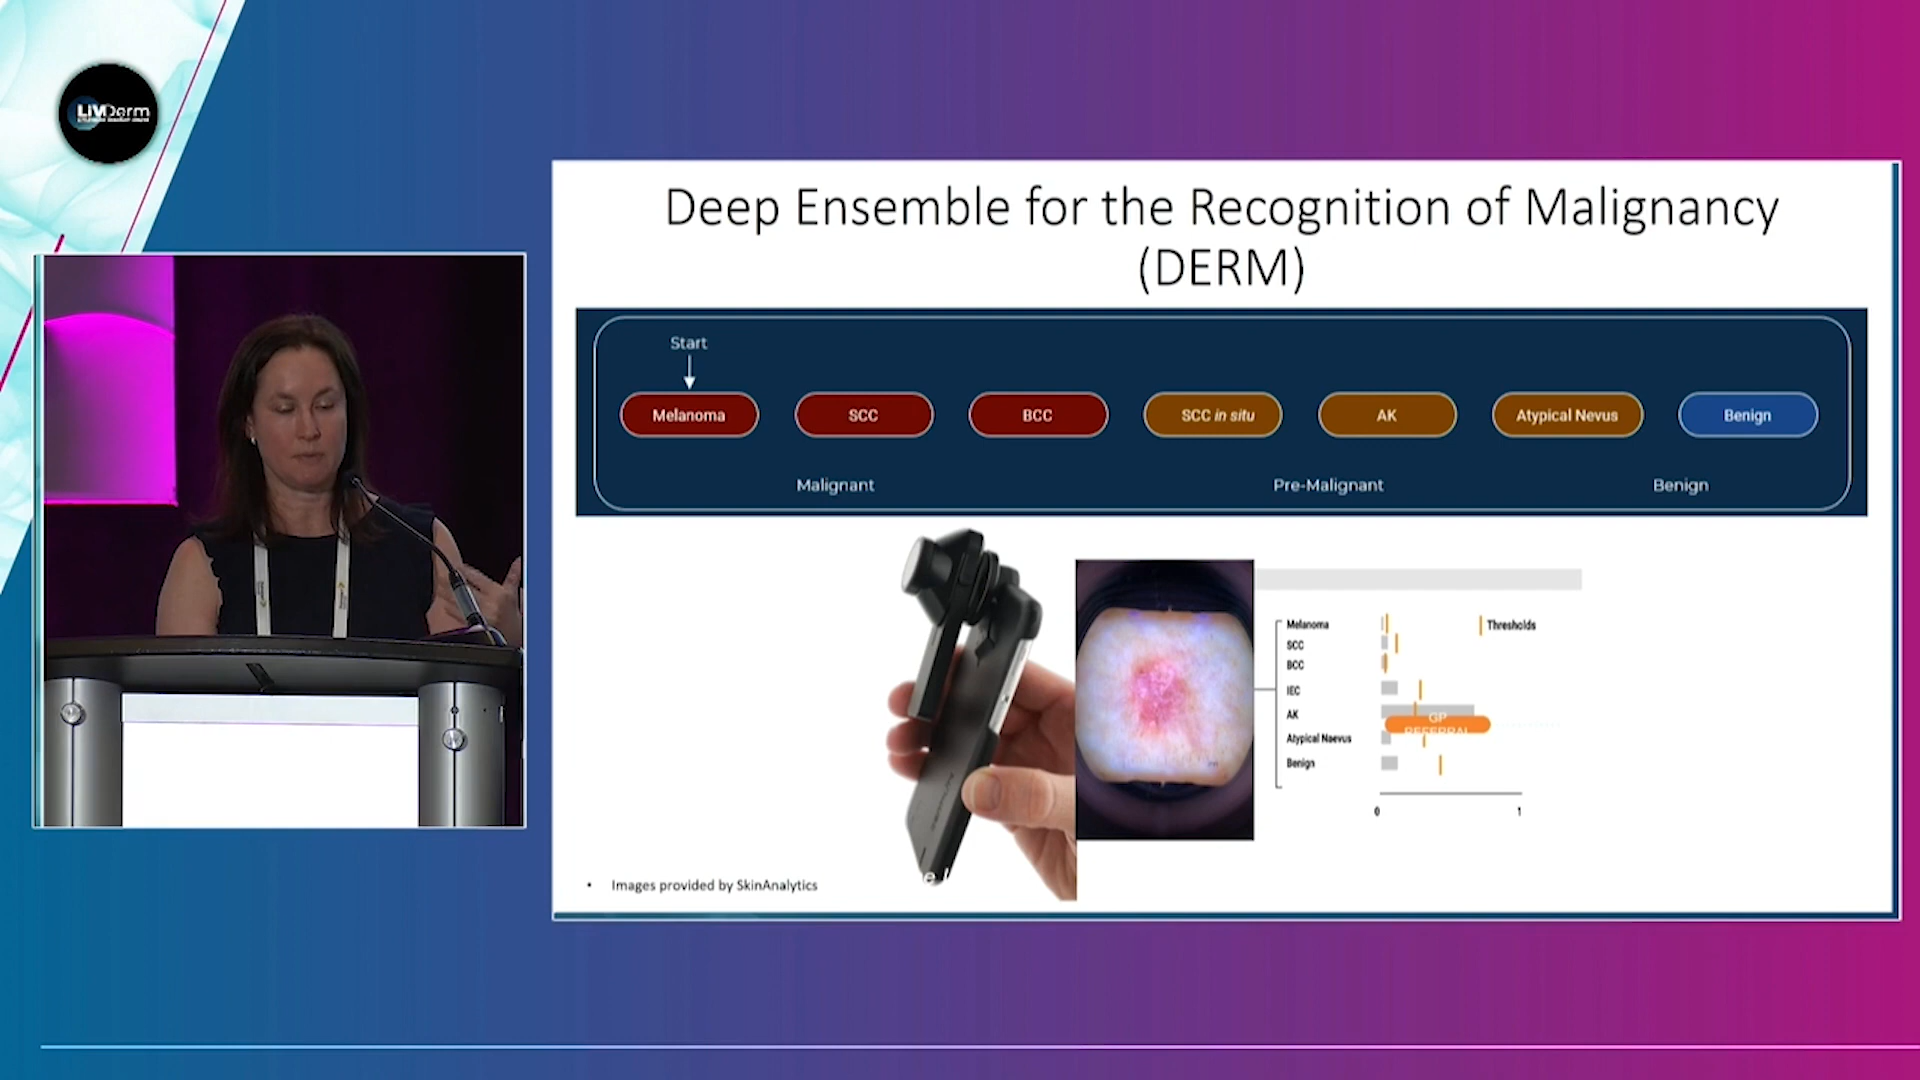 LIVDerm
Deep Ensemble for the Recognition of Malignancy
(DERM)
Start
Melanoma
SCC
BCC
SCC in situ
AK
Atypical Nevus
Benign
Malignant
Pre-Malignant
Benign
Melanoma
SCC
BCC
IEC
AK
Atypical Naevus
Benign
Thresholds
GP
REFERRAL
0
1
• Images provided by SkinAnalytics